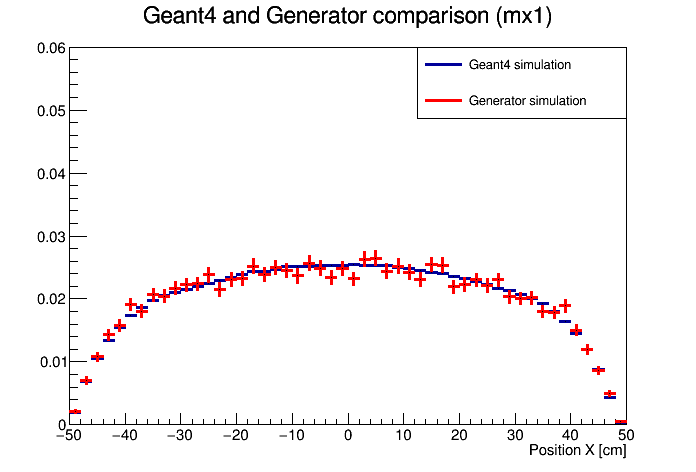 Geant4 and Generator comparison (mx1)
0.06
Geant4 simulation
0.05
Generator simulation
0.04
0.03
0.02
0.01
0
−50 −40 −30 −20 −10 0 10 20 30 40 50
Position X [cm]